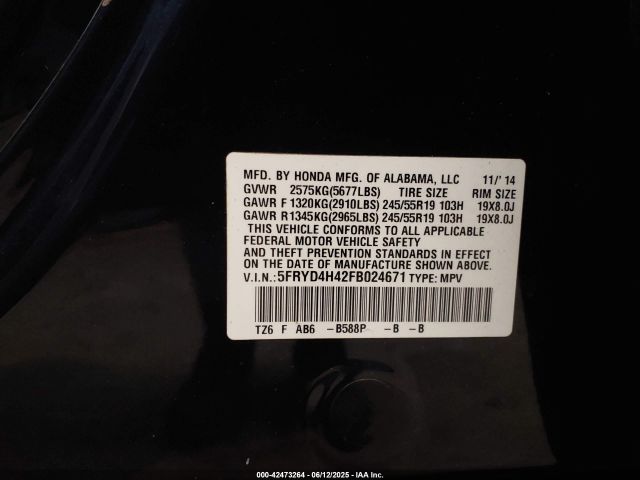 MFD. BY HONDA MFG. OF ALABAMA, LLC 11/'14
GVWR 2575KG(5677LBS) TIRE SIZE RIM SIZE
GAWR F 1320KG(2910LBS) 245/55R19 103H 19X8.0J
GAWR R1345KG(2965LBS) 245/55R19 103H 19X8.0J
THIS VEHICLE CONFORMS TO ALL APPLICABLE
FEDERAL MOTOR VEHICLE SAFETY
AND THEFT PREVENTION STANDARDS IN EFFECT
ON THE DATE OF MANUFACTURE SHOWN ABOVE.
V.I.N.: 5FRYD4H42FB024671 TYPE: MPV
TZ6 F AB6 -B588P -B -B
000-42473264 - 06/12/2025 - IAA Inc.